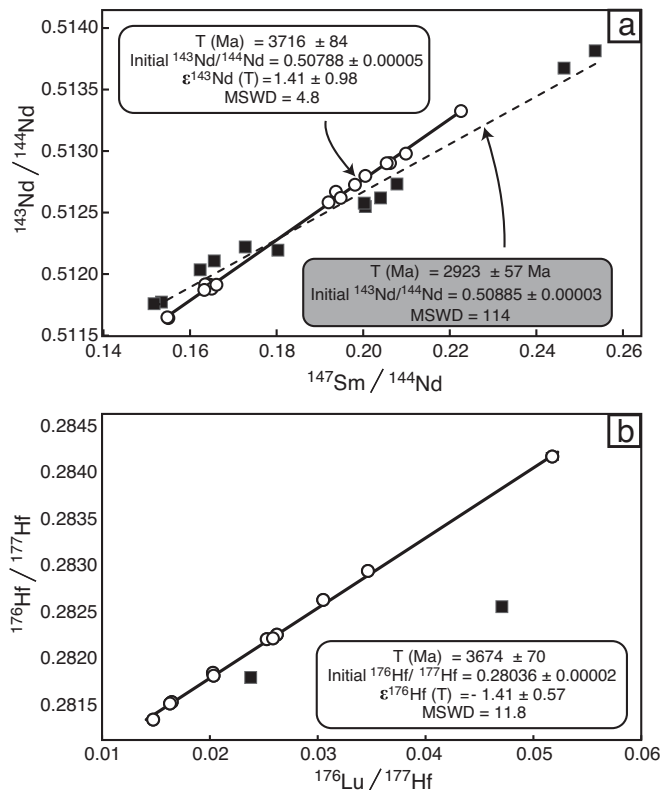 a
0.5140
0.5135
0.5130
0.5125
0.5120
0.5115
¹⁴³Nd / ¹⁴⁴Nd
T (Ma) = 3716 ± 84
Initial ¹⁴³Nd/¹⁴⁴Nd = 0.50788 ± 0.00005
ε¹⁴³Nd (T) = 1.41 ± 0.98
MSWD = 4.8
T (Ma) = 2923 ± 57 Ma
Initial ¹⁴³Nd/¹⁴⁴Nd = 0.50885 ± 0.00003
MSWD = 114
0.14 0.16 0.18 0.20 0.22 0.24 0.26
¹⁴⁷Sm / ¹⁴⁴Nd
b
0.2845
0.2840
0.2835
0.2830
0.2825
0.2820
0.2815
¹⁷⁶Hf / ¹⁷⁷Hf
T (Ma) = 3674 ± 70
Initial ¹⁷⁶Hf/ ¹⁷⁷Hf = 0.28036 ± 0.00002
ε¹⁷⁶Hf (T) = - 1.41 ± 0.57
MSWD = 11.8
0.01 0.02 0.03 0.04 0.05 0.06
¹⁷⁶Lu / ¹⁷⁷Hf